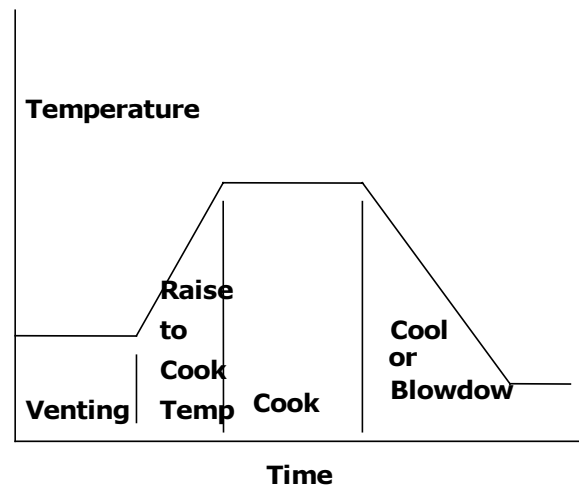 Temperature
Raise
to
Cook
Temp
Venting
Cook
Cool
or
Blowdow
Time